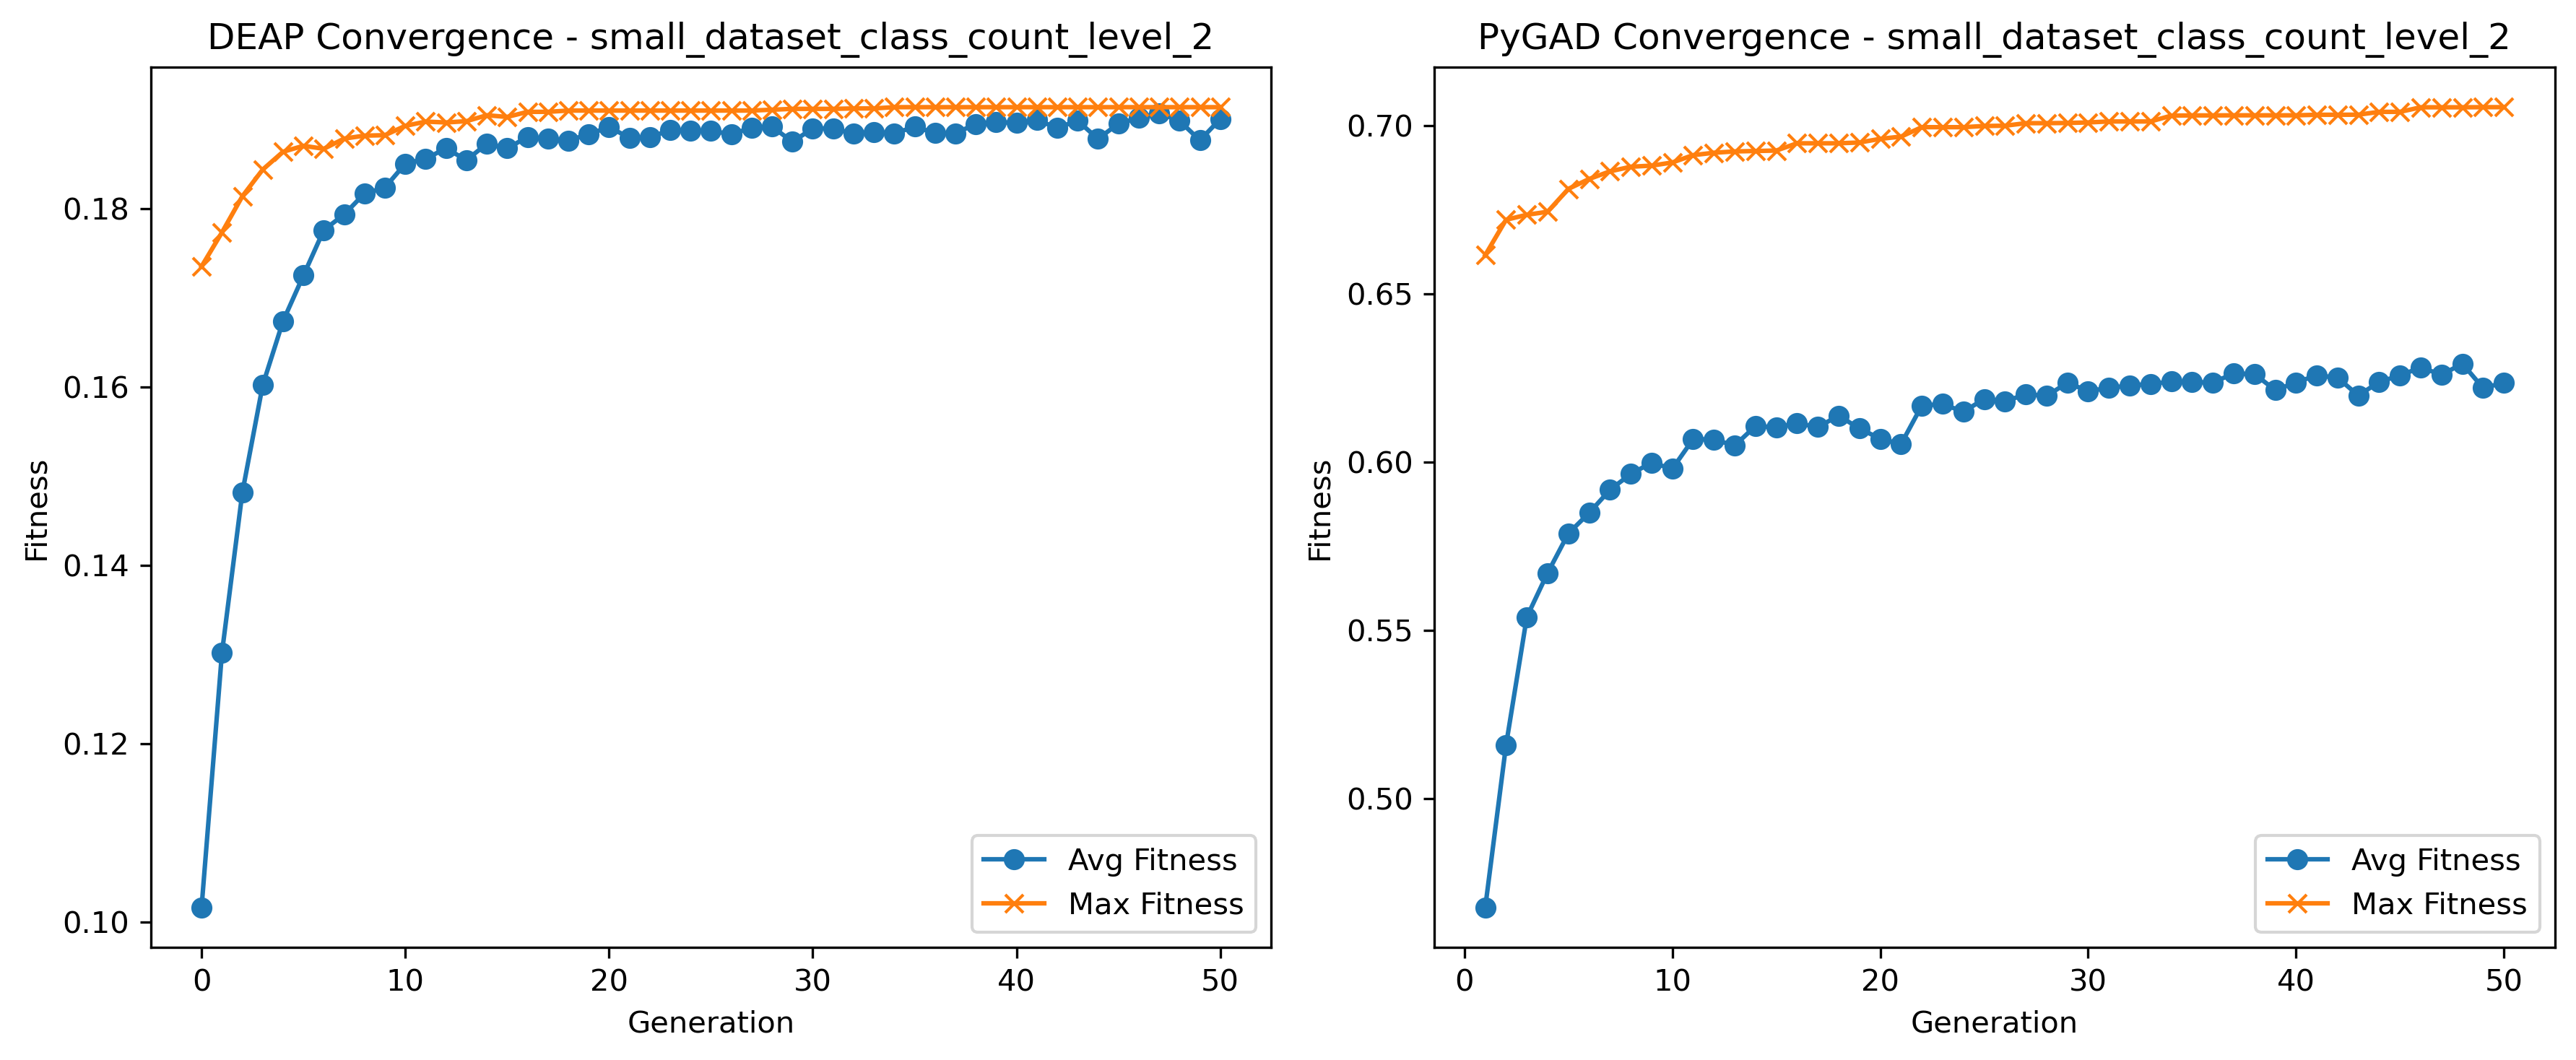 DEAP Convergence - small_dataset_class_count_level_2
Fitness
0.18
0.16
0.14
0.12
0.10
0
10
20
30
40
50
Generation
Avg Fitness
Max Fitness
PyGAD Convergence - small_dataset_class_count_level_2
Fitness
0.70
0.65
0.60
0.55
0.50
0
10
20
30
40
50
Generation
Avg Fitness
Max Fitness